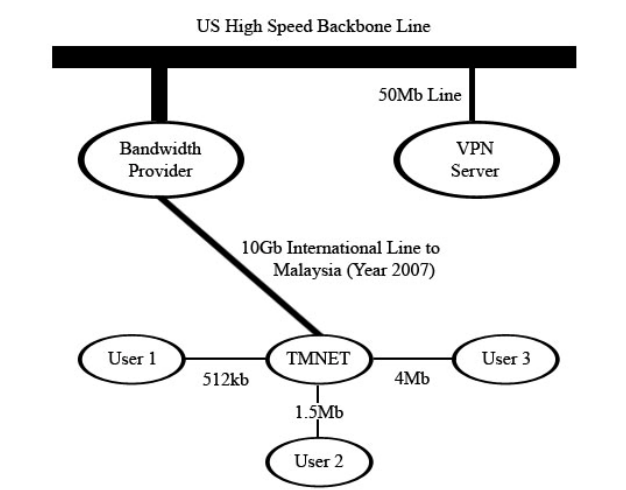 US High Speed Backbone Line
50Mb Line
Bandwidth
Provider
VPN
Server
10Gb International Line to
Malaysia (Year 2007)
User 1
512kb
TMNET
4Mb
User 3
1.5Mb
User 2